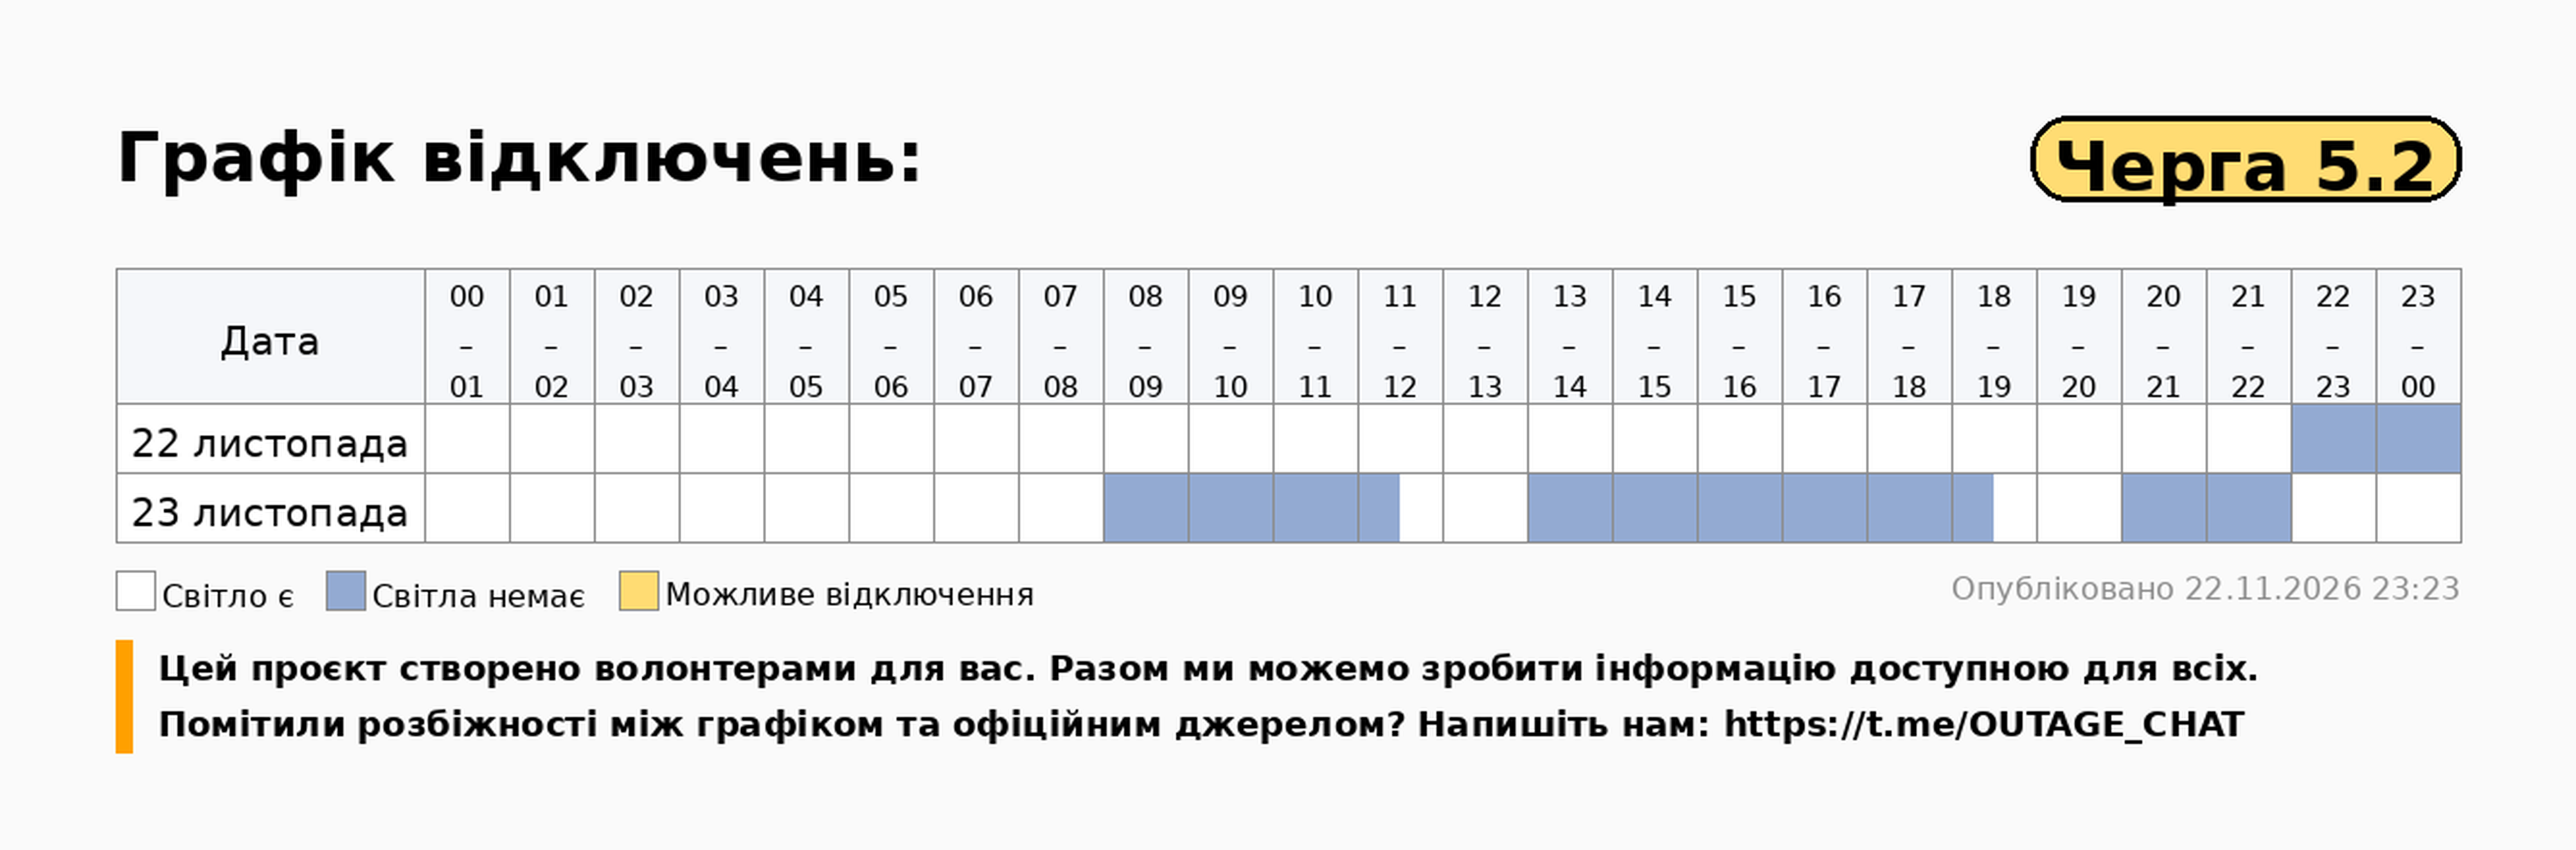 Графік відключень:
Черга 5.2
Дата 00 – 01 01 – 02 02 – 03 03 – 04 04 – 05 05 – 06 06 – 07 07 – 08 08 – 09 09 – 10 10 – 11 11 – 12 12 – 13 13 – 14 14 – 15 15 – 16 16 – 17 17 – 18 18 – 19 19 – 20 20 – 21 21 – 22 22 – 23 23 – 00
22 листопада
23 листопада
Світло є Світла немає Можливе відключення
Опубліковано 22.11.2026 23:23
Цей проєкт створено волонтерами для вас. Разом ми можемо зробити інформацію доступною для всіх.
Помітили розбіжності між графіком та офіційним джерелом? Напишіть нам: https://t.me/OUTAGE_CHAT